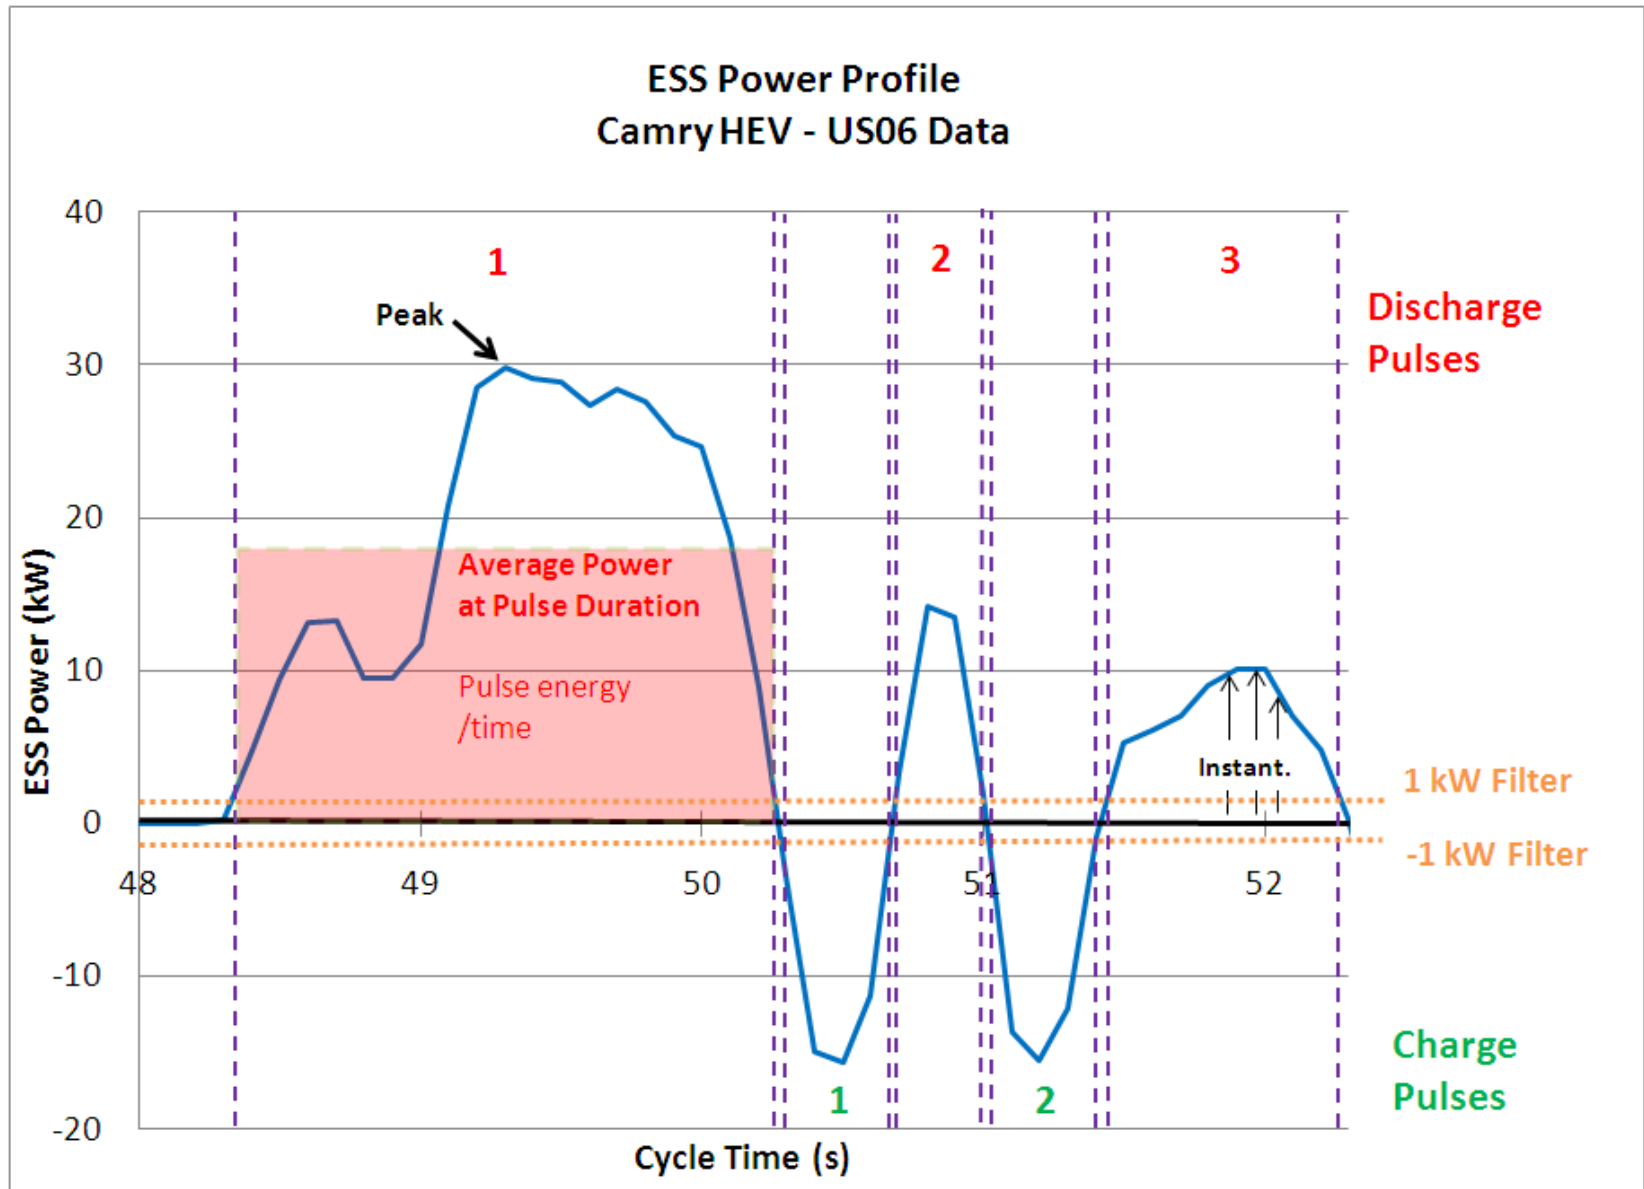 ESS Power Profile
Camry HEV - US06 Data
40
30
20
10
0
-10
-20
ESS Power (kW)
1
2
3
Peak
Discharge
Pulses
Average Power
at Pulse Duration
Pulse energy
/time
Instant.
1 kW Filter
-1 kW Filter
48
49
50
51
52
1
2
Charge
Pulses
Cycle Time (s)